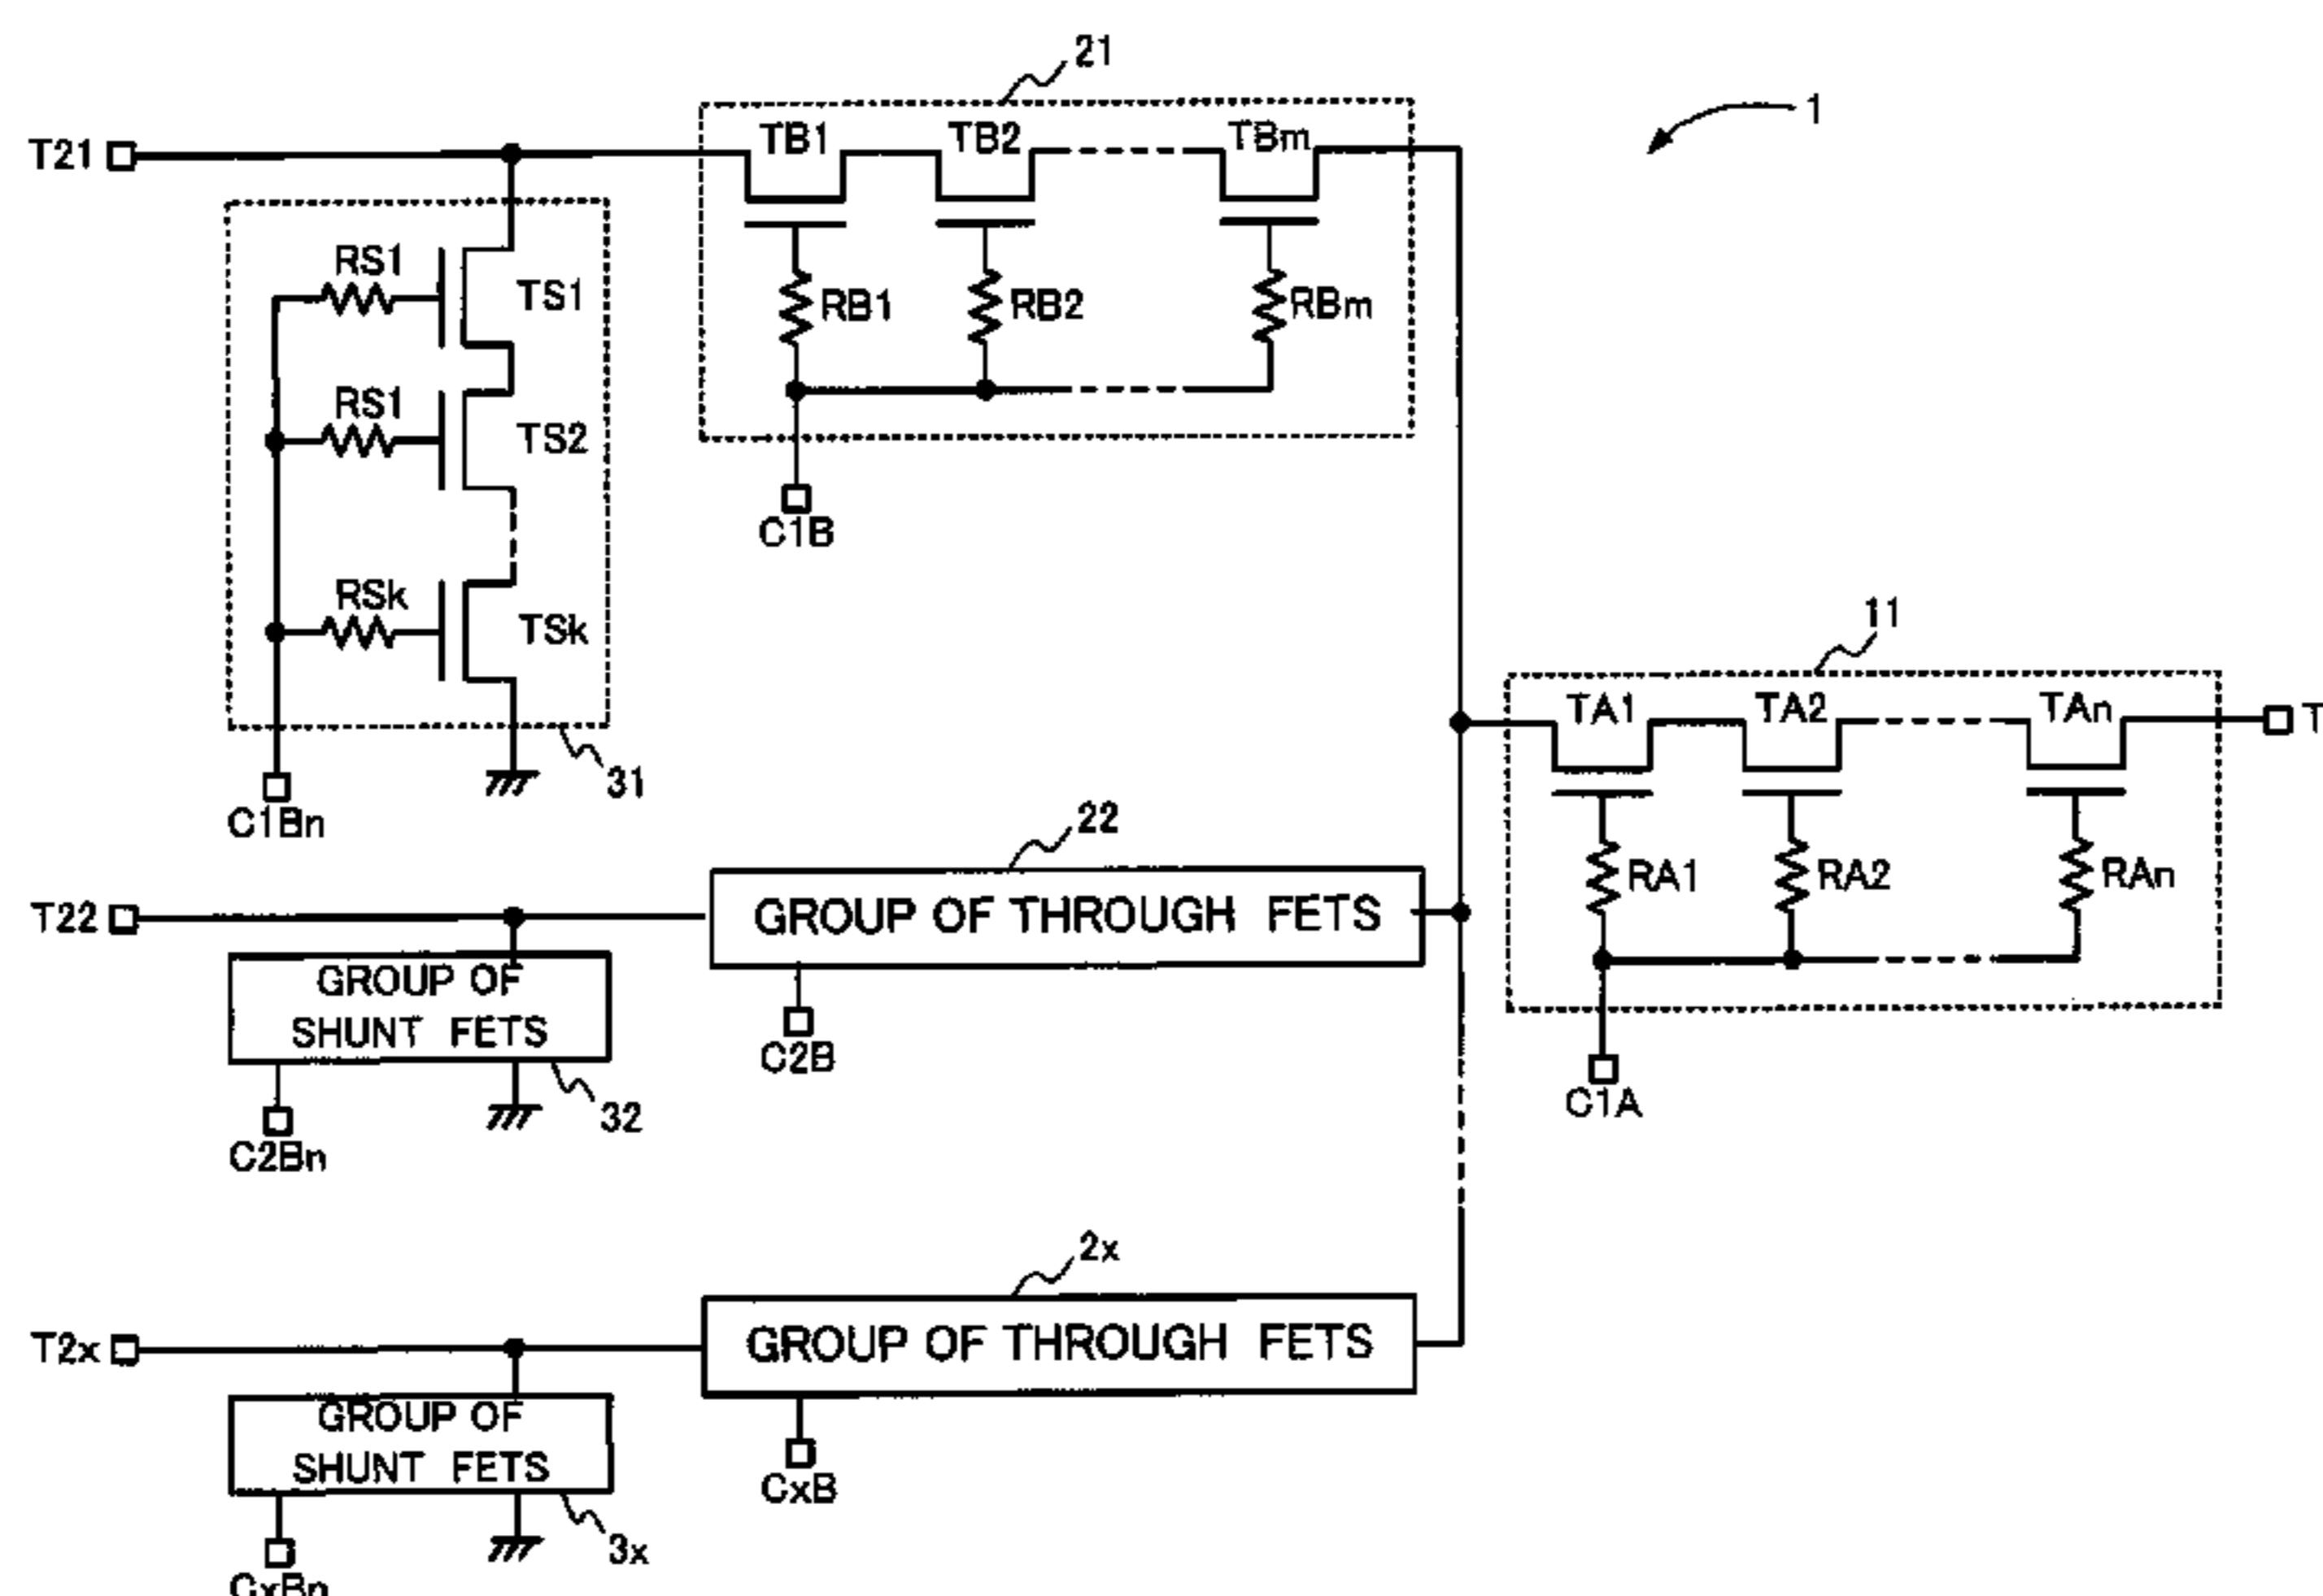 21
1
T21
TB1 TB2 TBm
RS1
TS1
RB1 RB2 RBm
RS1
TS2
C1B
RSk
TSk
11
TA1 TA2 TAn
T
31
C1Bn
22
RA1 RA2 RAn
T22
GROUP OF THROUGH FETS
GROUP OF
SHUNT FETS
C2B
C1A
32
C2Bn
2x
T2x
GROUP OF THROUGH FETS
GROUP OF
SHUNT FETS
CxB
3x
CxBn